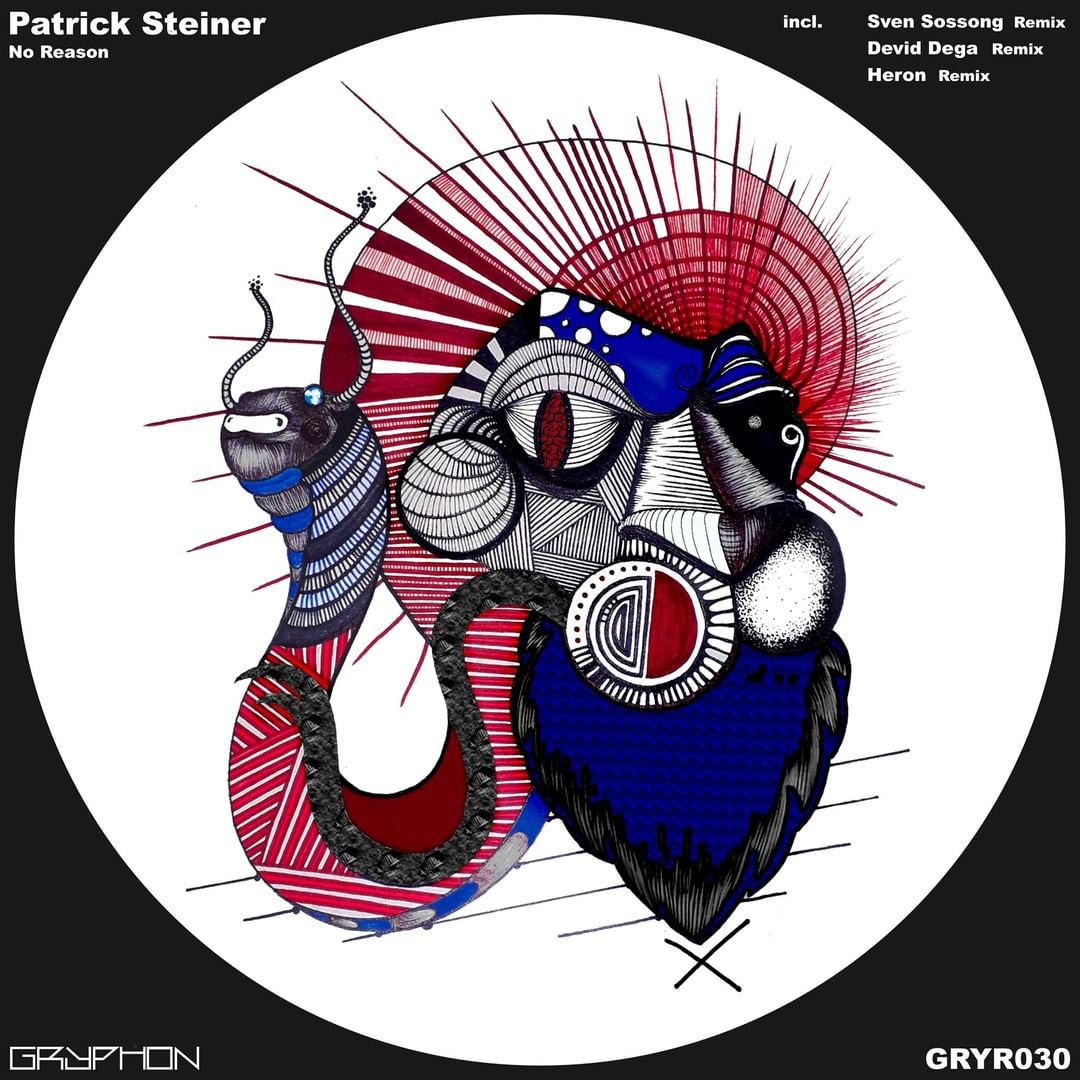 Patrick Steiner
No Reason
incl. Sven Sossong Remix
Devid Dega Remix
Heron Remix
GRYPHON
GRYR030